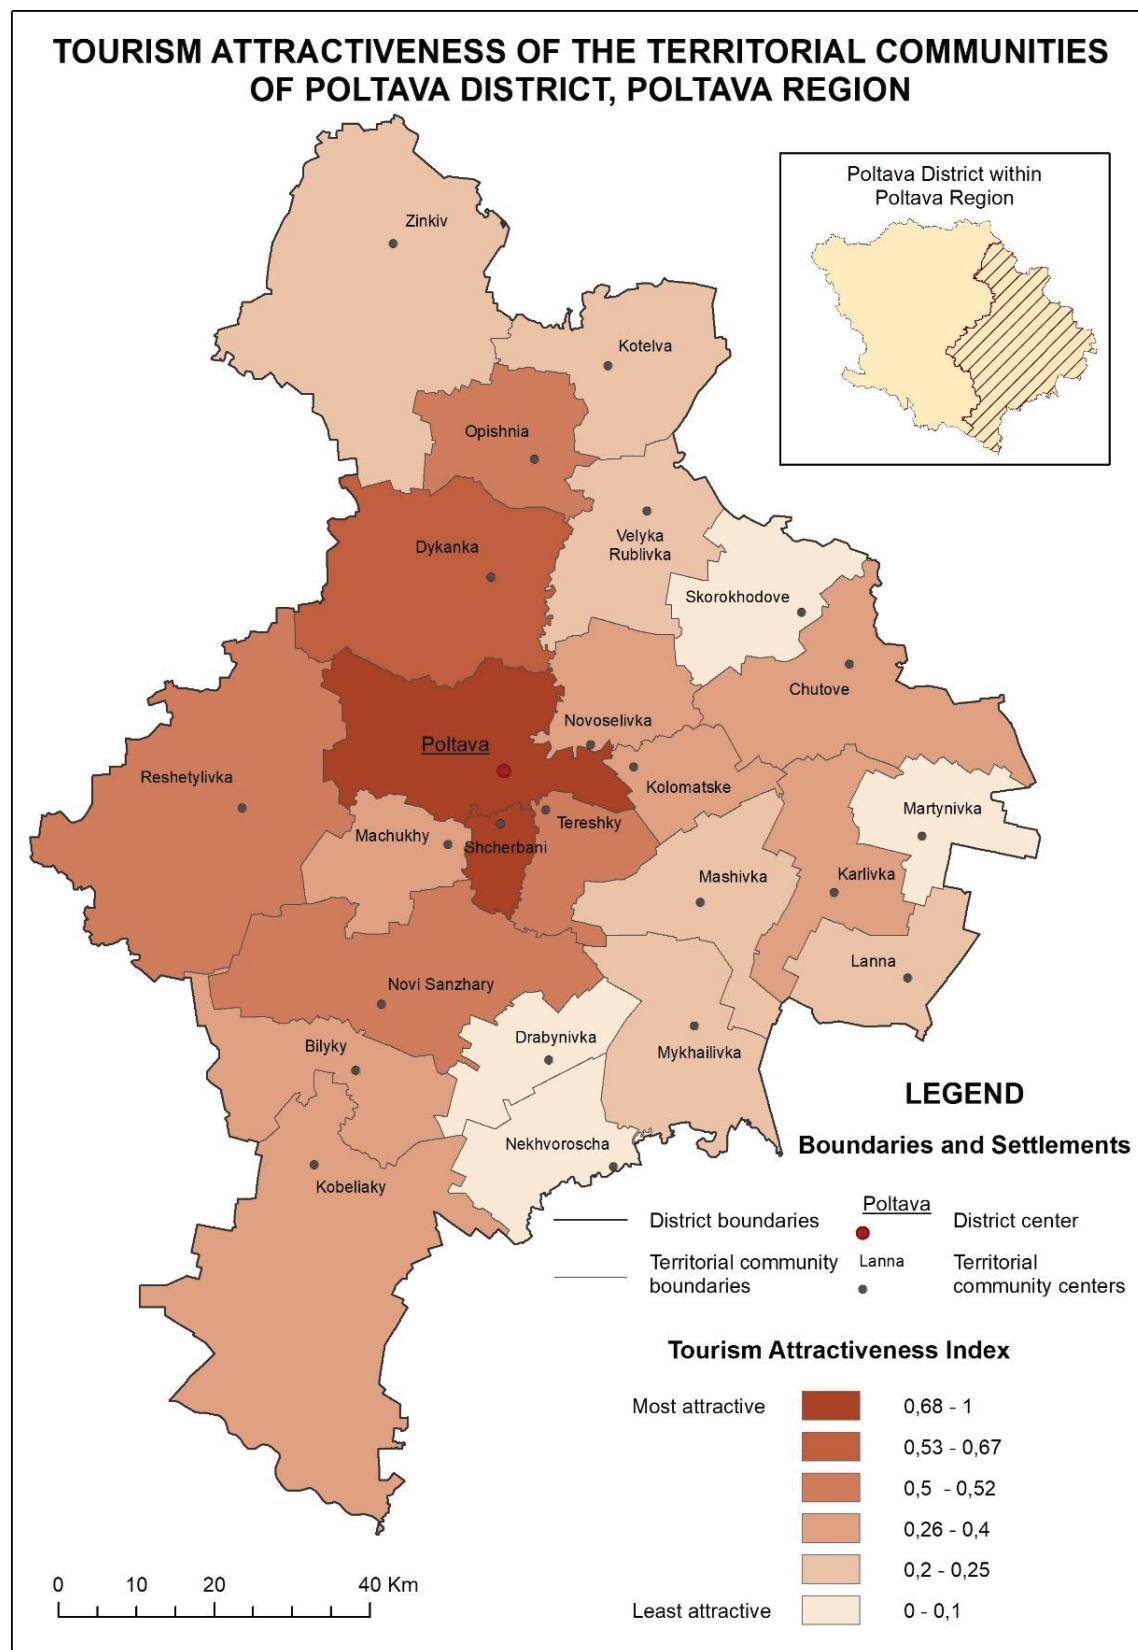 TOURISM ATTRACTIVENESS OF THE TERRITORIAL COMMUNITIES
OF POLTAVA DISTRICT, POLTAVA REGION
Poltava District within
Poltava Region
Zinkiv
Kotelva
Opishnia
Velyka
Rublivka
Dykanka
Skorokhodove
Chutove
Novoselivka
Poltava
Reshetylivka
Kolomatske
Martynivka
Machukhy
Shcherbani
Tereshky
Mashivka
Karlivka
Lanna
Novi Sanzhary
Drabynivka
Bilyky
Mykhailivka
Nekhvoroscha
Kobeliaky
LEGEND
Boundaries and Settlements
District boundaries
Poltava
District center
Territorial community
boundaries
Lanna
Territorial
community centers
Tourism Attractiveness Index
Most attractive
0,68 - 1
0,53 - 0,67
0,5 - 0,52
0,26 - 0,4
0,2 - 0,25
Least attractive
0 - 0,1
0 10 20 40 Km